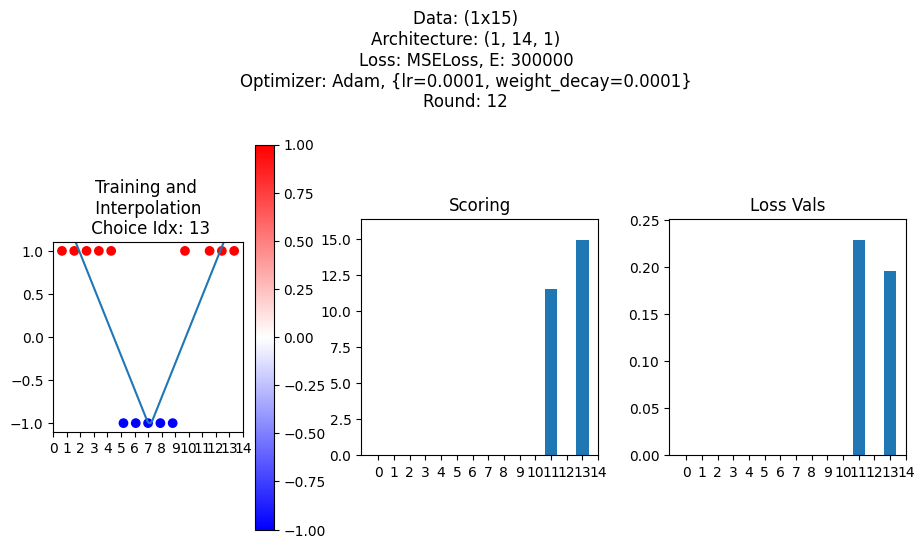 Data: (1x15)
Architecture: (1, 14, 1)
Loss: MSELoss, E: 300000
Optimizer: Adam, {lr=0.0001, weight_decay=0.0001}
Round: 12
Training and
Interpolation
Choice Idx: 13
1.0
0.5
0.0
−0.5
−1.0
0 1 2 3 4 5 6 7 8 9 10 11 12 13 14
1.00
0.75
0.50
0.25
0.00
−0.25
−0.50
−0.75
−1.00
Scoring
15.0
12.5
10.0
7.5
5.0
2.5
0.0
0 1 2 3 4 5 6 7 8 9 10 11 12 13 14
Loss Vals
0.25
0.20
0.15
0.10
0.05
0.00
0 1 2 3 4 5 6 7 8 9 10 11 12 13 14